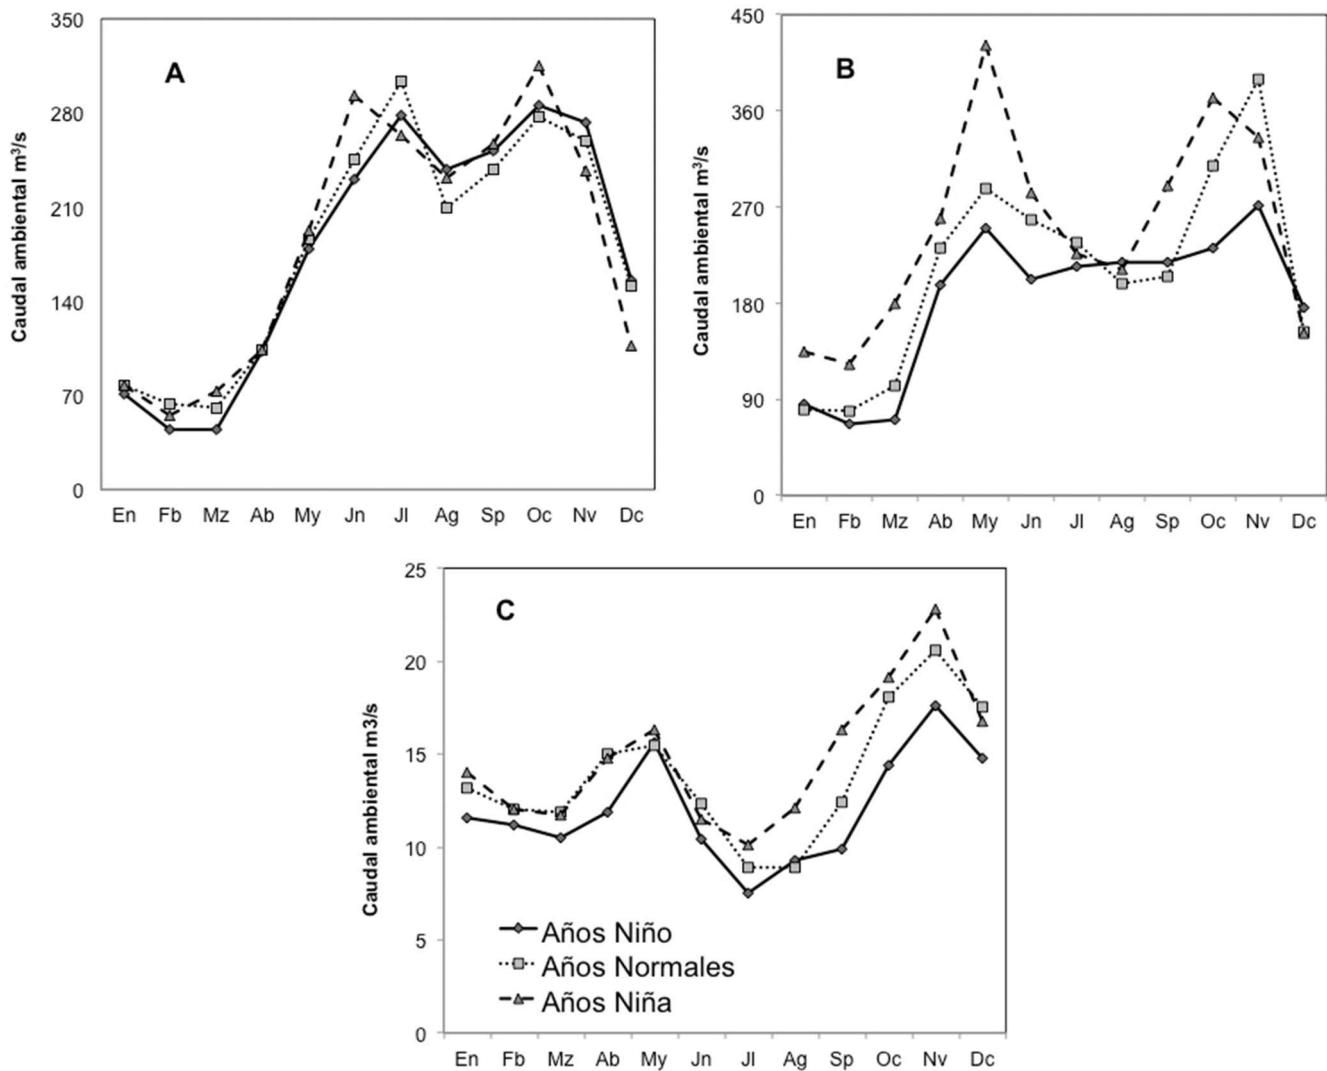 A
Caudal ambiental m³/s
350
280
210
140
70
0
En Fb Mz Ab My Jn Jl Ag Sp Oc Nv Dc
B
Caudal ambiental m³/s
450
360
270
180
90
0
En Fb Mz Ab My Jn Jl Ag Sp Oc Nv Dc
C
Caudal ambiental m3/s
25
20
15
10
5
0
Años Niño
Años Normales
Años Niña
En Fb Mz Ab My Jn Jl Ag Sp Oc Nv Dc